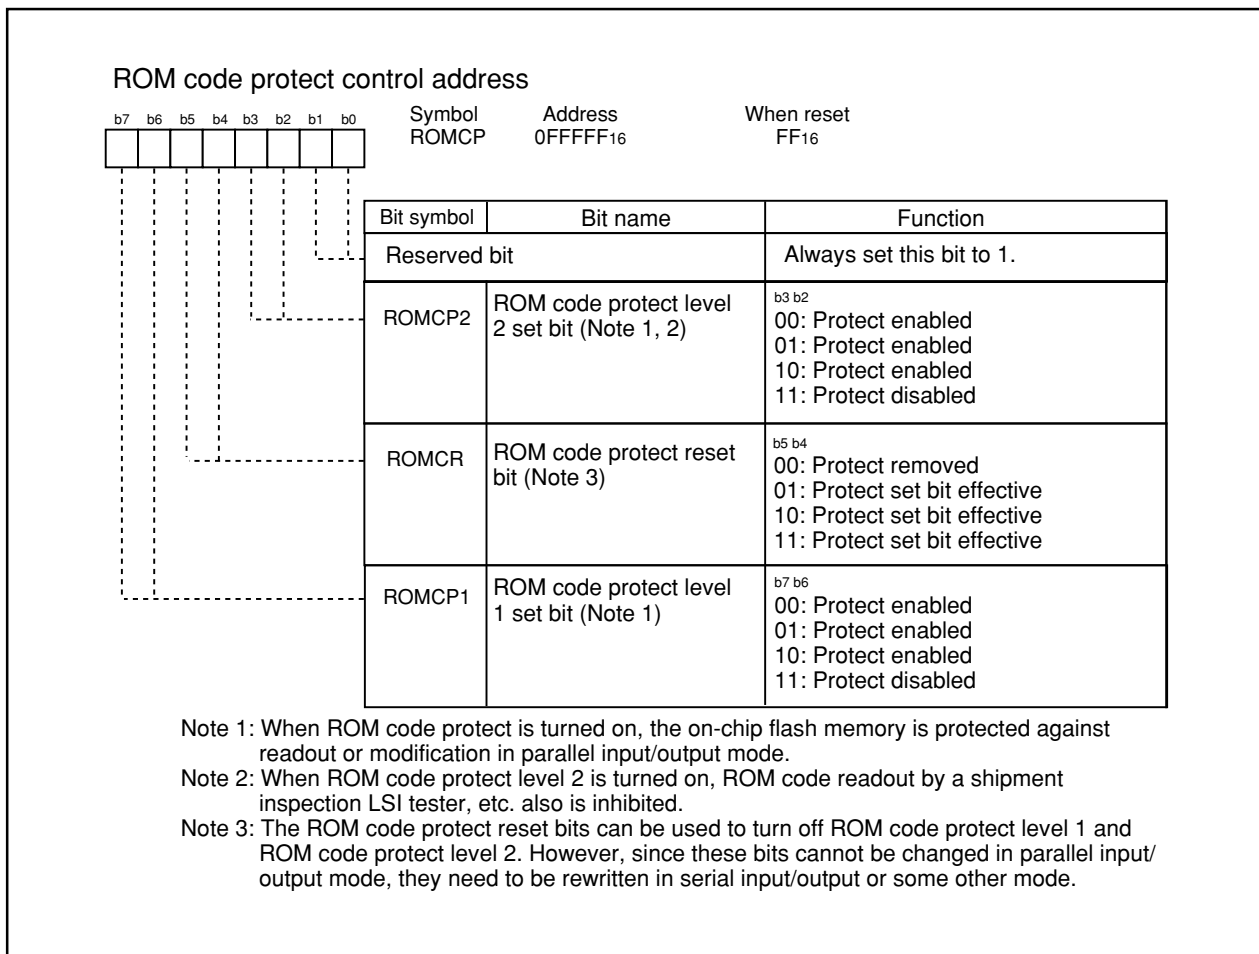 ROM code protect control address
b7 b6 b5 b4 b3 b2 b1 b0
Symbol Address When reset
ROMCP 0FFFFF16 FF16
Bit symbol Bit name Function
Reserved bit Always set this bit to 1.
ROMCP2 ROM code protect level
2 set bit (Note 1, 2)
b3 b2
00: Protect enabled
01: Protect enabled
10: Protect enabled
11: Protect disabled
ROMCR ROM code protect reset
bit (Note 3)
b5 b4
00: Protect removed
01: Protect set bit effective
10: Protect set bit effective
11: Protect set bit effective
ROMCP1 ROM code protect level
1 set bit (Note 1)
b7 b6
00: Protect enabled
01: Protect enabled
10: Protect enabled
11: Protect disabled
Note 1: When ROM code protect is turned on, the on-chip flash memory is protected against
readout or modification in parallel input/output mode.
Note 2: When ROM code protect level 2 is turned on, ROM code readout by a shipment
inspection LSI tester, etc. also is inhibited.
Note 3: The ROM code protect reset bits can be used to turn off ROM code protect level 1 and
ROM code protect level 2. However, since these bits cannot be changed in parallel input/
output mode, they need to be rewritten in serial input/output or some other mode.